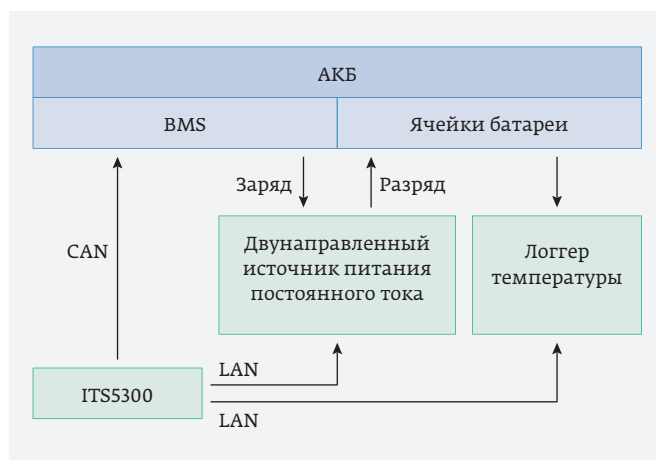 АКБ
BMS
Ячейки батареи
Заряд
Разряд
CAN
Двунаправленный
источник питания
постоянного тока
Логгер
температуры
LAN
ITS5300
LAN